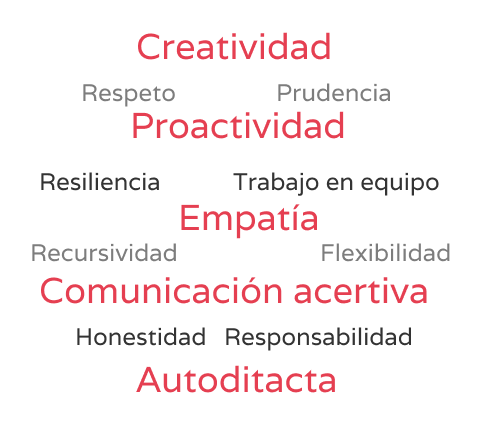 Creatividad
Respeto Prudencia
Proactividad
Resiliencia Trabajo en equipo
Empatía
Recursividad Flexibilidad
Comunicación acertiva
Honestidad Responsabilidad
Autoditacta